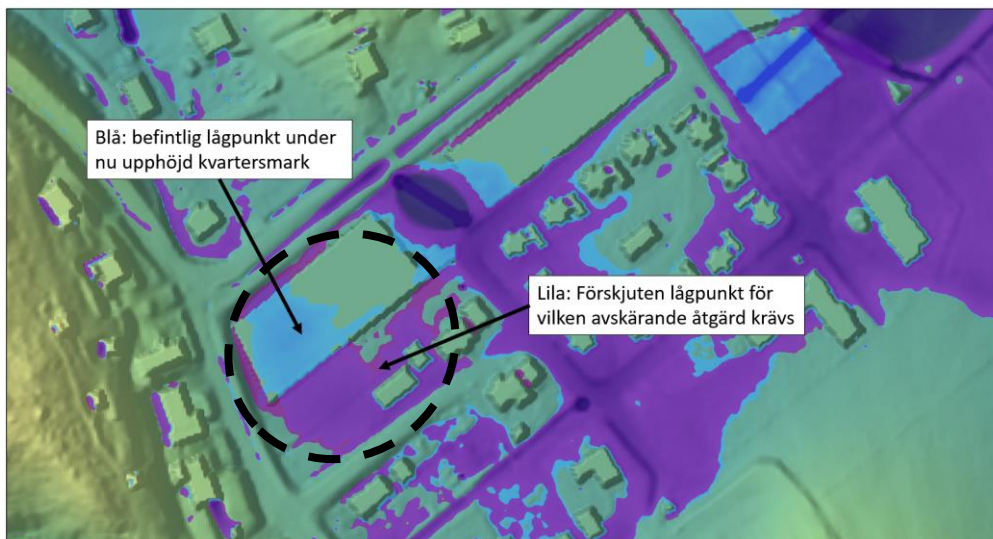 Blå: befintlig lågpunkt under
nu upphöjd kvartersmark
Lila: Förskjuten lågpunkt för
vilken avskärande åtgärd krävs